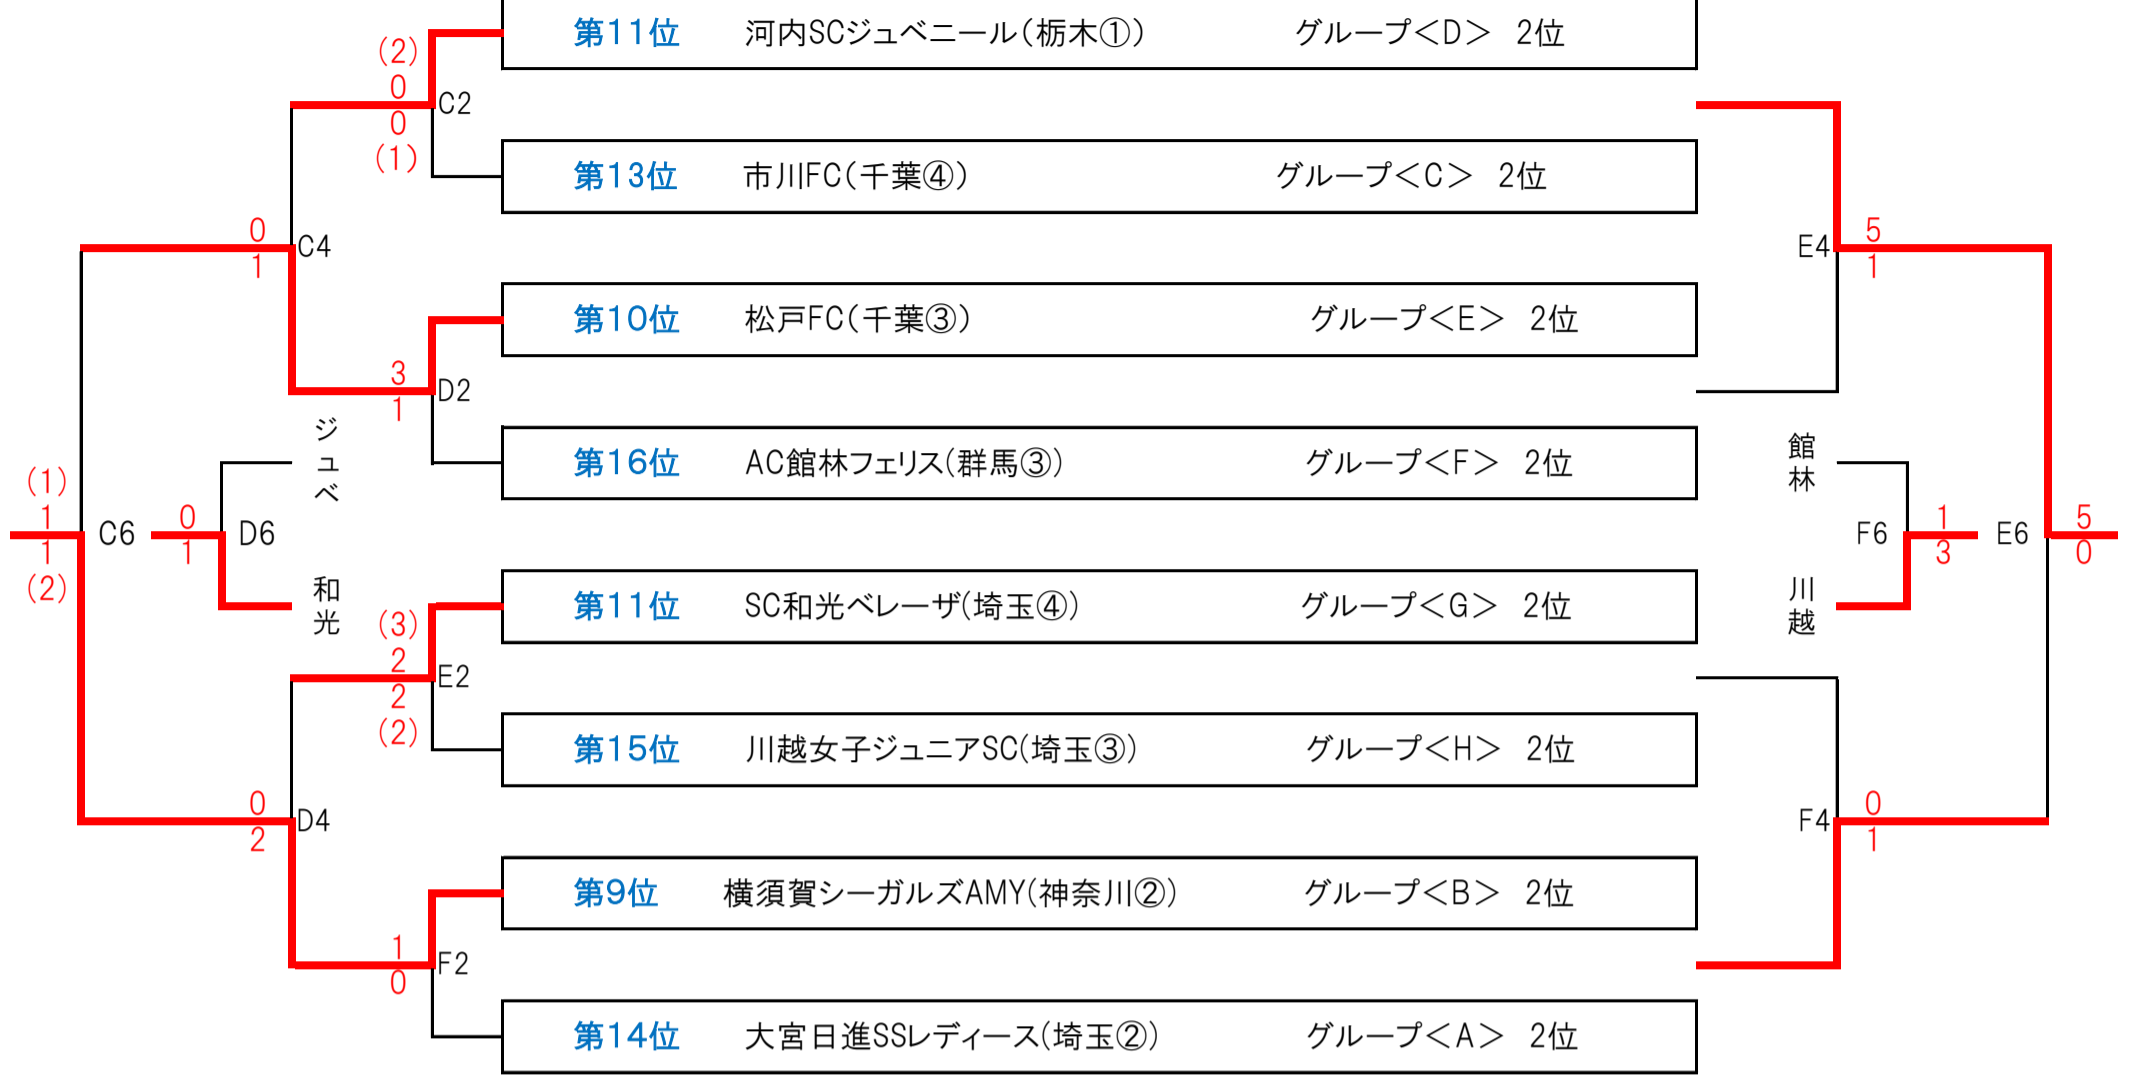 第11位 河内SCジュベニール(栃木①) グループ<D> 2位
(2)
0
C2
0
(1)
第13位 市川FC(千葉④) グループ<C> 2位
0
C4
1
E4
5
1
第10位 松戸FC(千葉③) グループ<E> 2位
3
D2
1
ジュベ
館林
第16位 AC館林フェリス(群馬③) グループ<F> 2位
(1)
1
C6
1
(2)
0
D6
1
F6
1
3
E6
5
0
和光
川越
第11位 SC和光ベレーザ(埼玉④) グループ<G> 2位
(3)
2
E2
2
(2)
第15位 川越女子ジュニアSC(埼玉③) グループ<H> 2位
0
D4
2
F4
0
1
第9位 横須賀シーガルズAMY(神奈川②) グループ<B> 2位
1
F2
0
第14位 大宮日進SSレディース(埼玉②) グループ<A> 2位